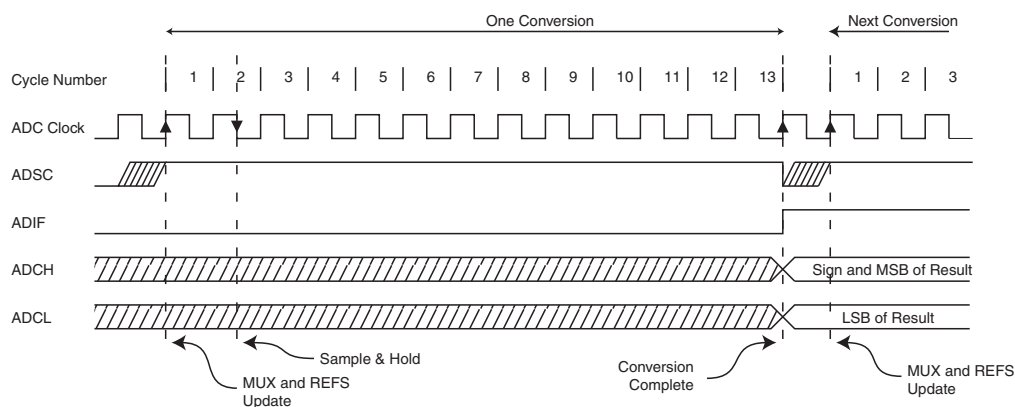 One Conversion
Next Conversion
Cycle Number
1 2 3 4 5 6 7 8 9 10 11 12 13 1 2 3
ADC Clock
ADSC
ADIF
ADCH
Sign and MSB of Result
ADCL
LSB of Result
Sample & Hold
MUX and REFS
Update
Conversion
Complete
MUX and REFS
Update